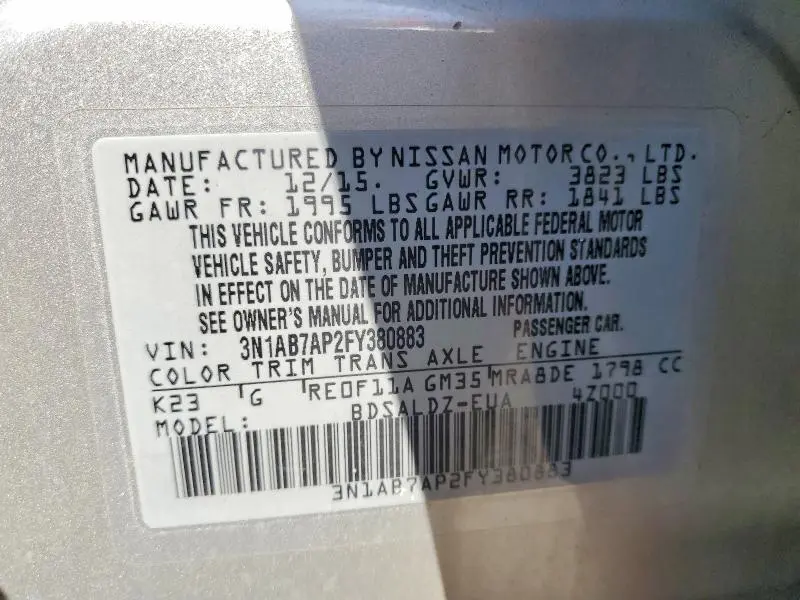 MANUFACTURED BY NISSAN MOTOR CO., LTD.
DATE: 12/15. GVWR: 3823 LBS
GAWR FR: 1995 LBS GAWR RR: 1841 LBS
THIS VEHICLE CONFORMS TO ALL APPLICABLE FEDERAL MOTOR
VEHICLE SAFETY, BUMPER AND THEFT PREVENTION STANDARDS
IN EFFECT ON THE DATE OF MANUFACTURE SHOWN ABOVE.
SEE OWNER'S MANUAL FOR ADDITIONAL INFORMATION.
VIN: 3N1AB7AP2FY380883 PASSENGER CAR.
COLOR TRIM TRANS AXLE ENGINE
K23 G RE0F11A GM35 MRA8DE 1798 CC
MODEL: BDSALDZ-EUA 4Z000
3N1AB7AP2FY380883